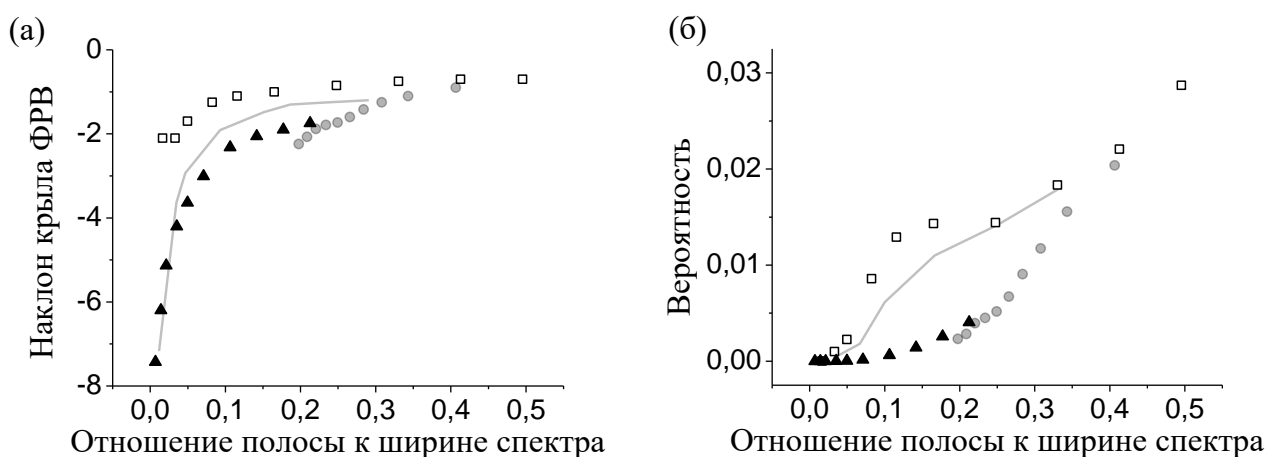 (а)
0
-2
-4
-6
-8
Наклон крыла ФРВ
0,0 0,1 0,2 0,3 0,4 0,5
Отношение полосы к ширине спектра
(б)
0,03
0,02
0,01
0,00
Вероятность
0,0 0,1 0,2 0,3 0,4 0,5
Отношение полосы к ширине спектра